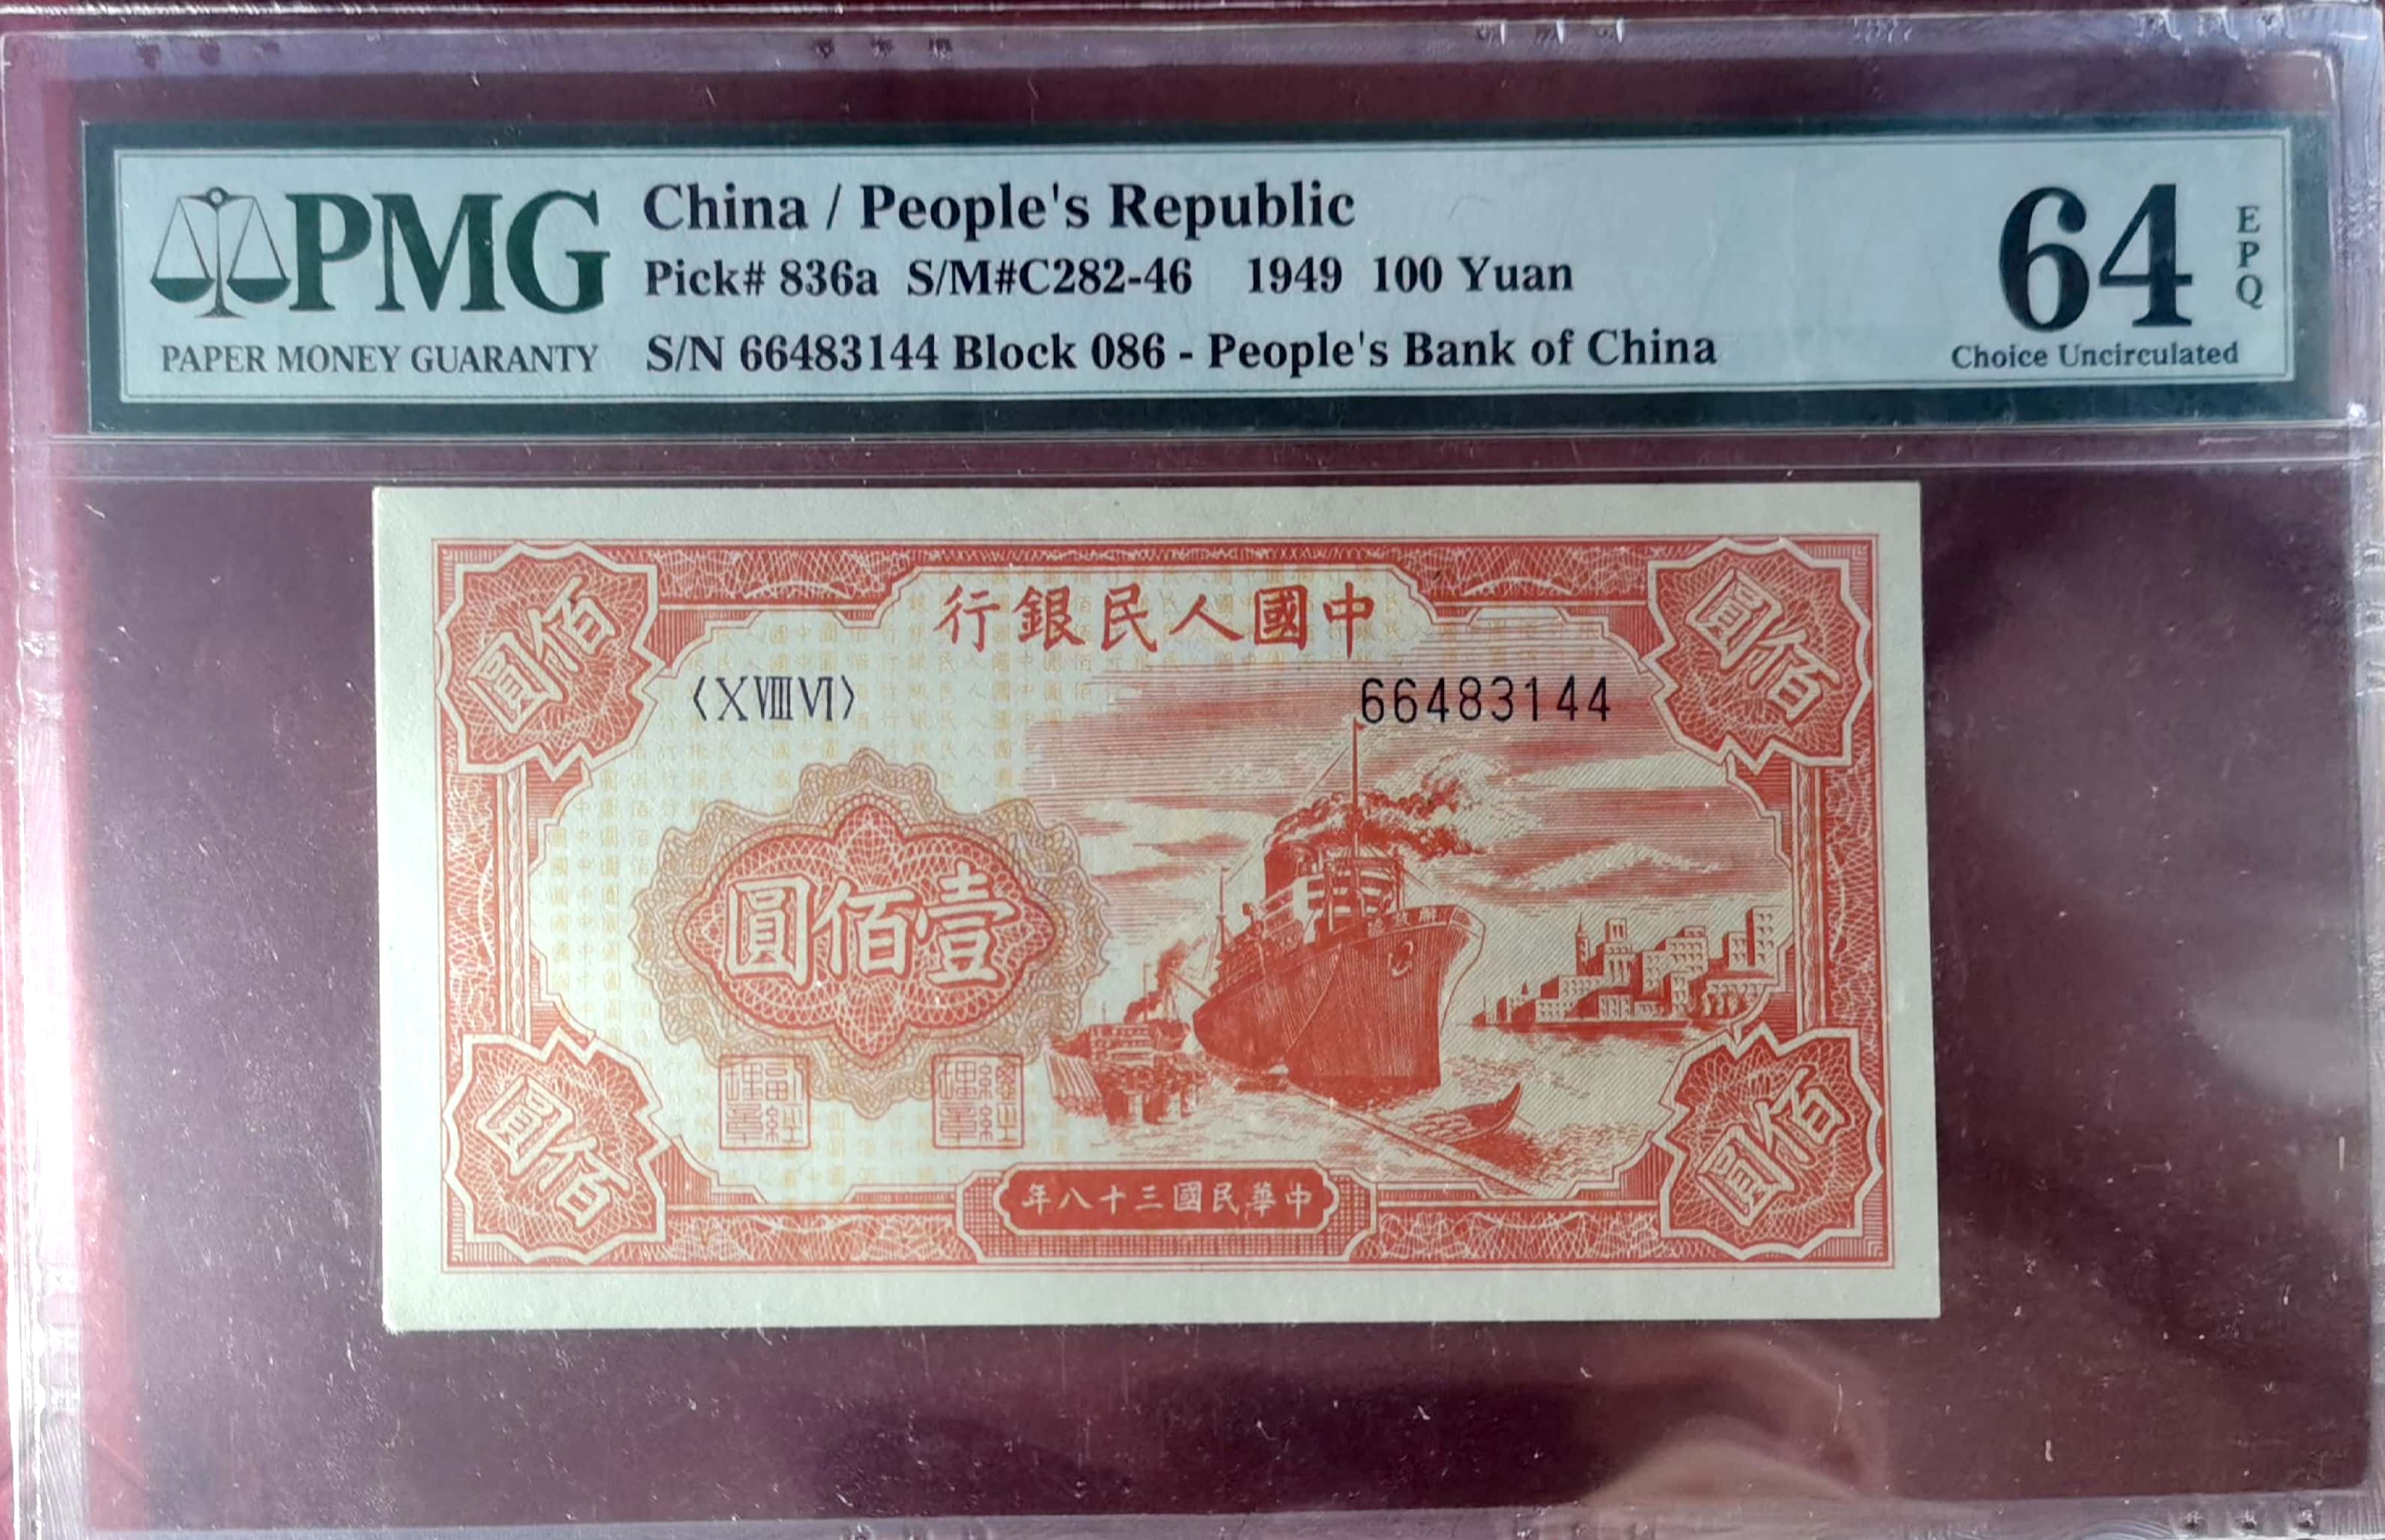 PMG
PAPER MONEY GUARANTY
China / People's Republic
Pick# 836a S/M#C282-46 1949 100 Yuan
S/N 66483144 Block 086 - People's Bank of China
64
EPQ
Choice Uncirculated
行銀民人國中
佰圓
圓佰
〈XVIIIVI〉
66483144
圓佰壹
圓佰
佰圓
年八十三國民華中